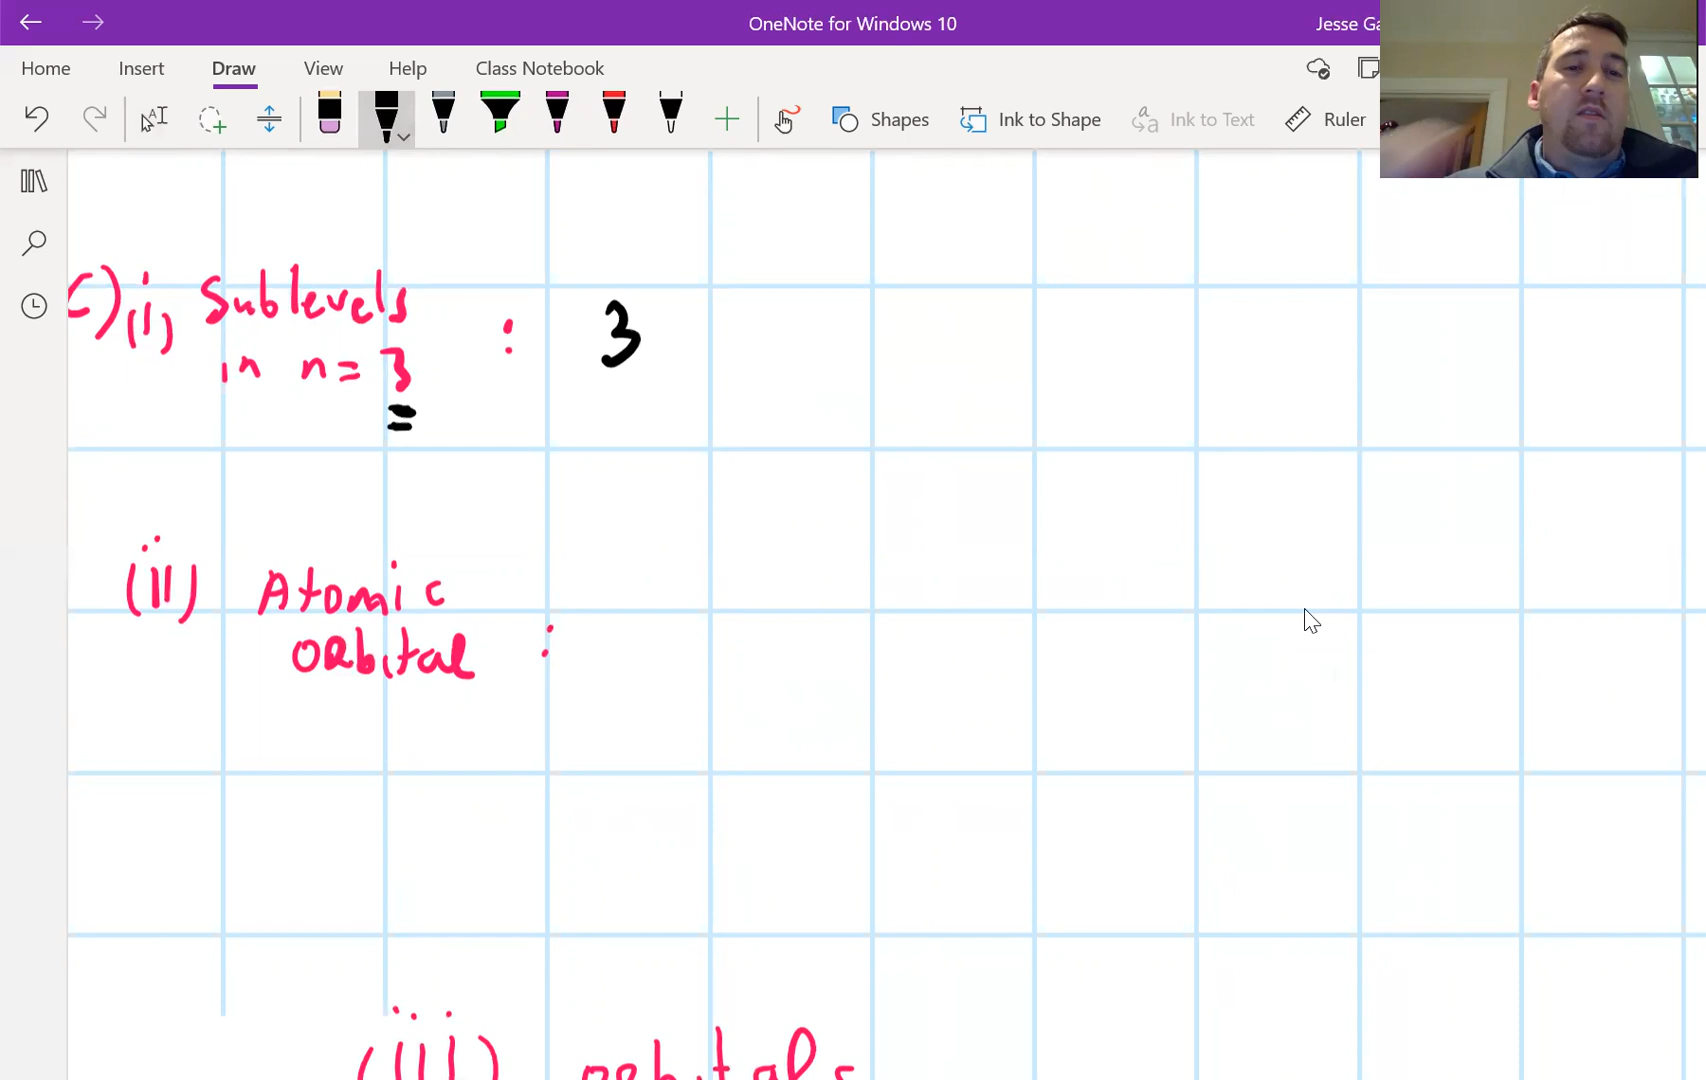 OneNote for Windows 10
Jesse Ga
Home Insert Draw View Help Class Notebook
Shapes Ink to Shape Ink to Text Ruler
C)(i) Sublevels
in n = 3 : 3
(ii) Atomic
orbital :
(iii) orbitals